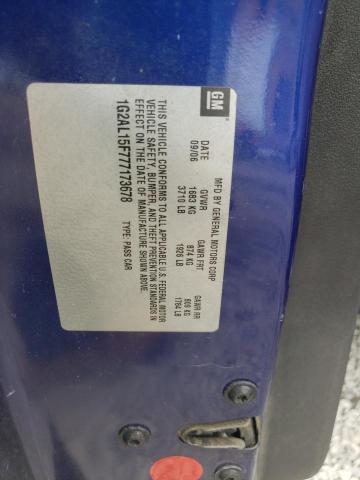 GM
MFD BY GENERAL MOTORS CORP
DATE GVWR GAWR FRT GAWR RR
09/06 1683 KG 874 KG 809 KG
3710 LB 1926 LB 1784 LB
THIS VEHICLE CONFORMS TO ALL APPLICABLE U.S. FEDERAL MOTOR
VEHICLE SAFETY, BUMPER, AND THEFT PREVENTION STANDARDS IN
EFFECT ON THE DATE OF MANUFACTURE SHOWN ABOVE.
1G2AL15F777173678 TYPE: PASS CAR